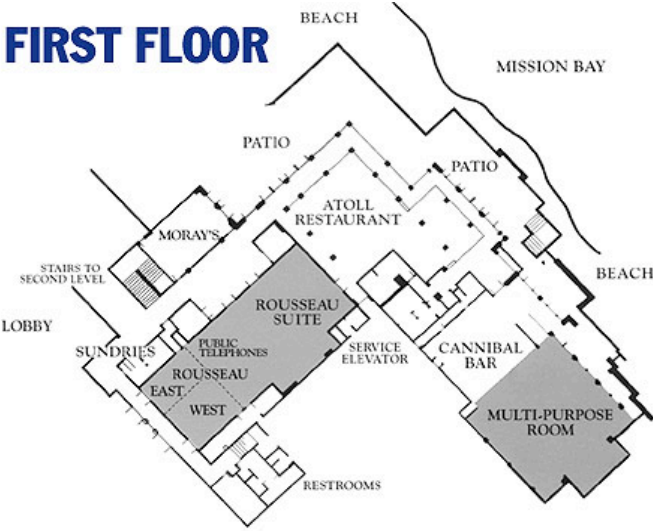 FIRST FLOOR
BEACH
MISSION BAY
PATIO
PATIO
ATOLL
RESTAURANT
MORAY'S
STAIRS TO
SECOND LEVEL
BEACH
LOBBY
ROUSSEAU
SUITE
SUNDRIES
PUBLIC
TELEPHONES
SERVICE
ELEVATOR
CANNIBAL
BAR
ROUSSEAU
EAST
WEST
MULTI-PURPOSE
ROOM
RESTROOMS